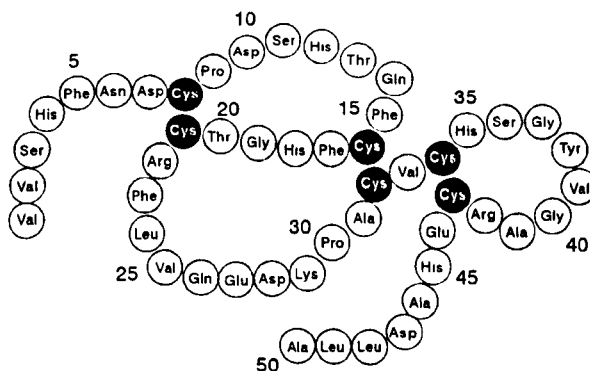 Val
Val
Ser
His
5
Phe Asn Asp Cys
Pro
Asp
10
Ser
His
Thr
Gln
Phe
15
Cys
Phe His Gly Thr
20
Cys
Arg
Phe
Leu
Val
25
Gln Glu Asp Lys
Pro
30
Ala
Cys
Val
Cys
His
35
Ser
Gly
Tyr
Val
Gly
40
Ala
Arg
Cys
Glu
His
45
Ala
Asp
Leu
Leu
Ala
50